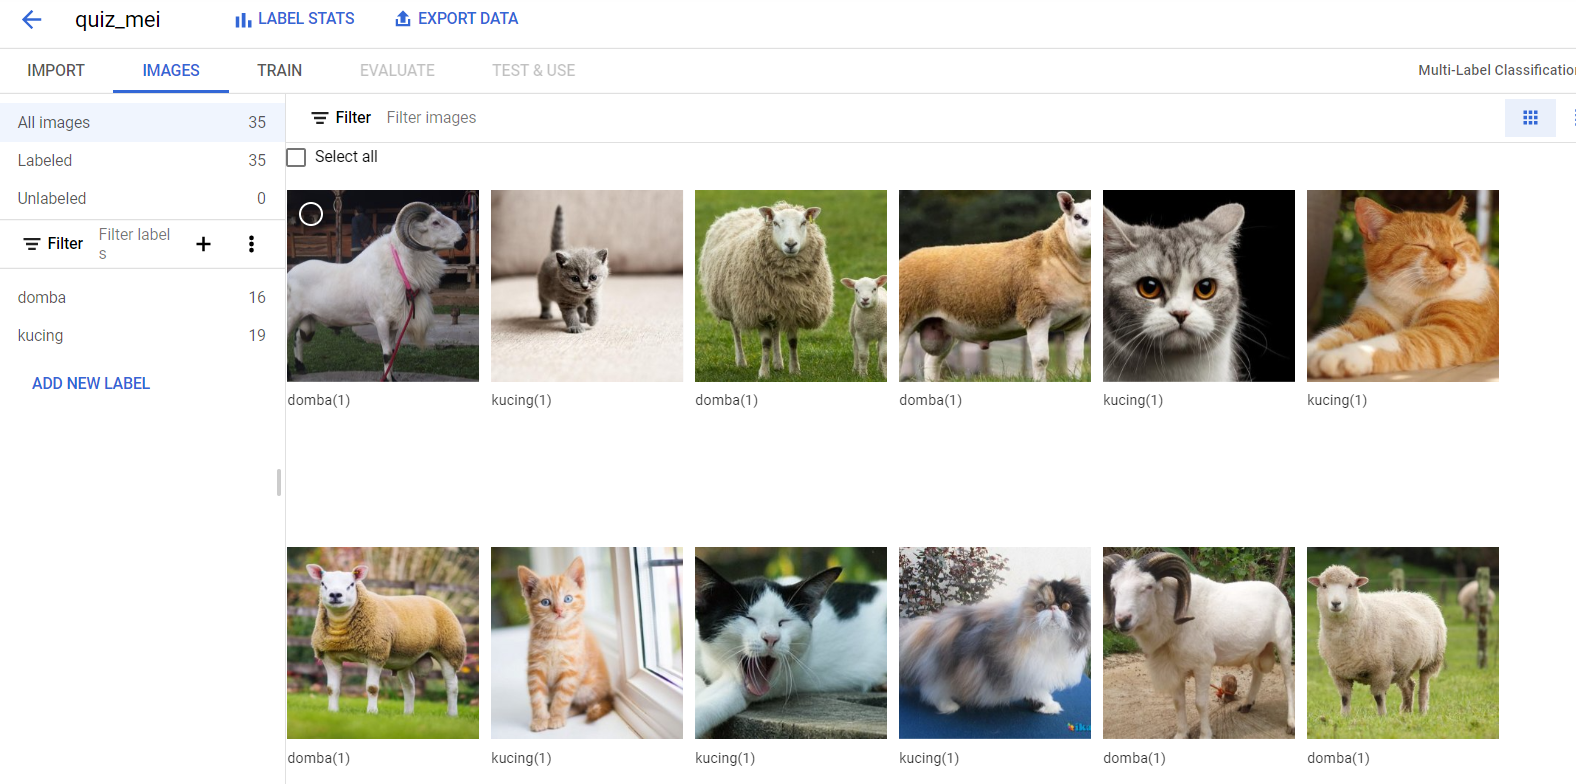 quiz_mei
LABEL STATS
EXPORT DATA
IMPORT
IMAGES
TRAIN
EVALUATE
TEST & USE
Multi-Label Classificatio
All images 35
Labeled 35
Unlabeled 0
Filter Filter label
s
domba 16
kucing 19
ADD NEW LABEL
Filter Filter images
Select all
domba(1)
kucing(1)
domba(1)
domba(1)
kucing(1)
kucing(1)
domba(1)
kucing(1)
kucing(1)
kucing(1)
domba(1)
domba(1)